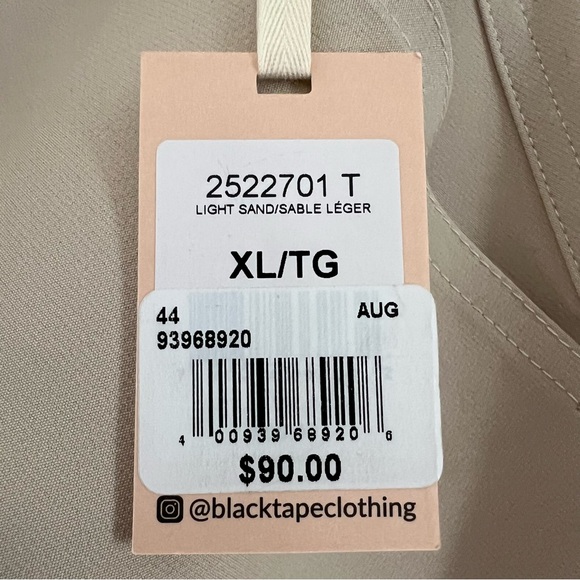 2522701 T
LIGHT SAND/SABLE LÉGER
XL/TG
44 AUG
93968920
4 00939 68920 6
$90.00
@blacktapeclothing